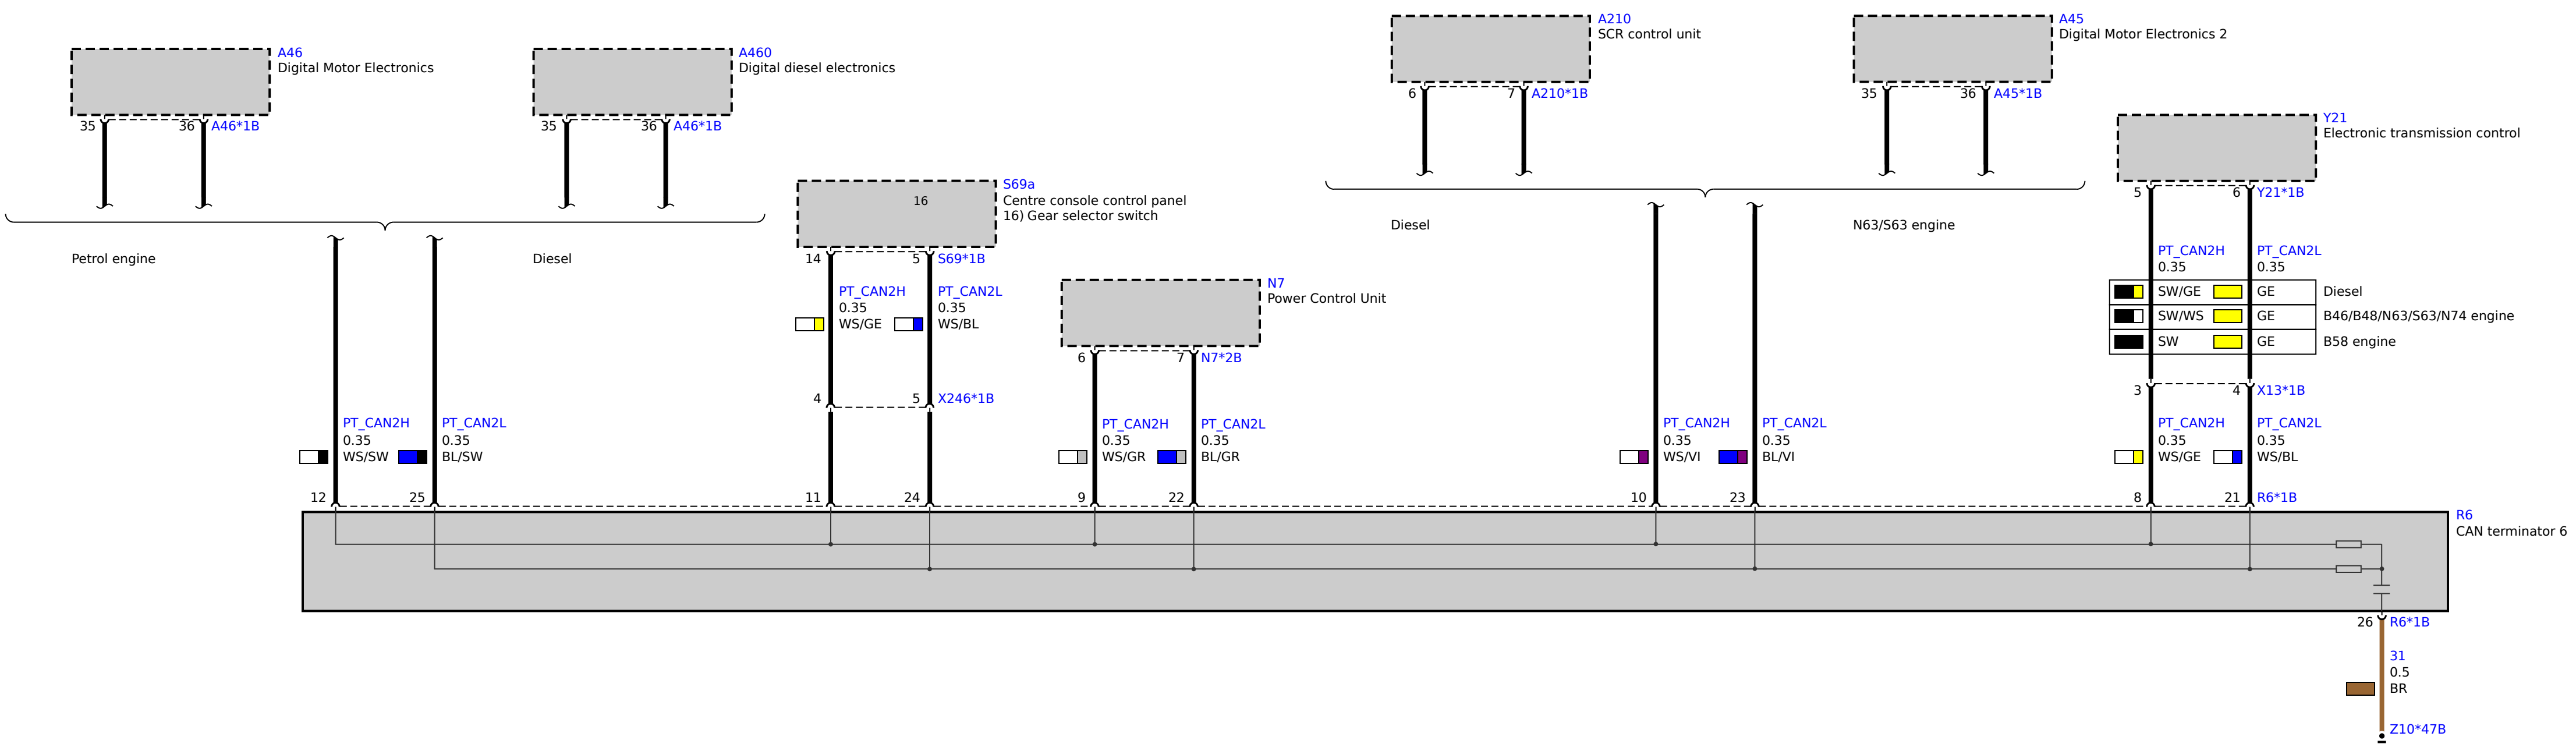 A46
Digital Motor Electronics
35
36
A46*1B
A460
Digital diesel electronics
35
36
A46*1B
Petrol engine
Diesel
PT_CAN2H
0.35
WS/SW
PT_CAN2L
0.35
BL/SW
12
25
16
S69a
Centre console control panel
16) Gear selector switch
14
5
S69*1B
PT_CAN2H
0.35
WS/GE
PT_CAN2L
0.35
WS/BL
4
5
X246*1B
11
24
N7
Power Control Unit
6
7
N7*2B
PT_CAN2H
0.35
WS/GR
PT_CAN2L
0.35
BL/GR
9
22
A210
SCR control unit
6
7
A210*1B
A45
Digital Motor Electronics 2
35
36
A45*1B
Diesel
N63/S63 engine
PT_CAN2H
0.35
WS/VI
PT_CAN2L
0.35
BL/VI
10
23
Y21
Electronic transmission control
5
6
Y21*1B
PT_CAN2H
0.35
PT_CAN2L
0.35
SW/GE
GE
Diesel
SW/WS
GE
B46/B48/N63/S63/N74 engine
SW
GE
B58 engine
3
4
X13*1B
PT_CAN2H
0.35
WS/GE
PT_CAN2L
0.35
WS/BL
8
21
R6*1B
R6
CAN terminator 6
26
R6*1B
31
0.5
BR
Z10*47B